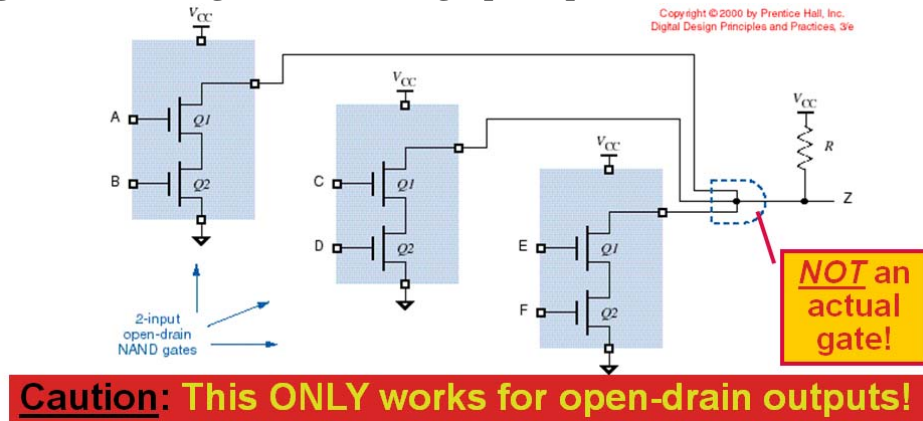 Copyright © 2000 by Prentice Hall, Inc.
Digital Design Principles and Practices, 3/e
VCC
A
Q1
B
Q2
VCC
C
Q1
D
Q2
VCC
E
Q1
F
Q2
VCC
R
Z
2-input
open-drain
NAND gates
NOT an
actual
gate!
Caution: This ONLY works for open-drain outputs!